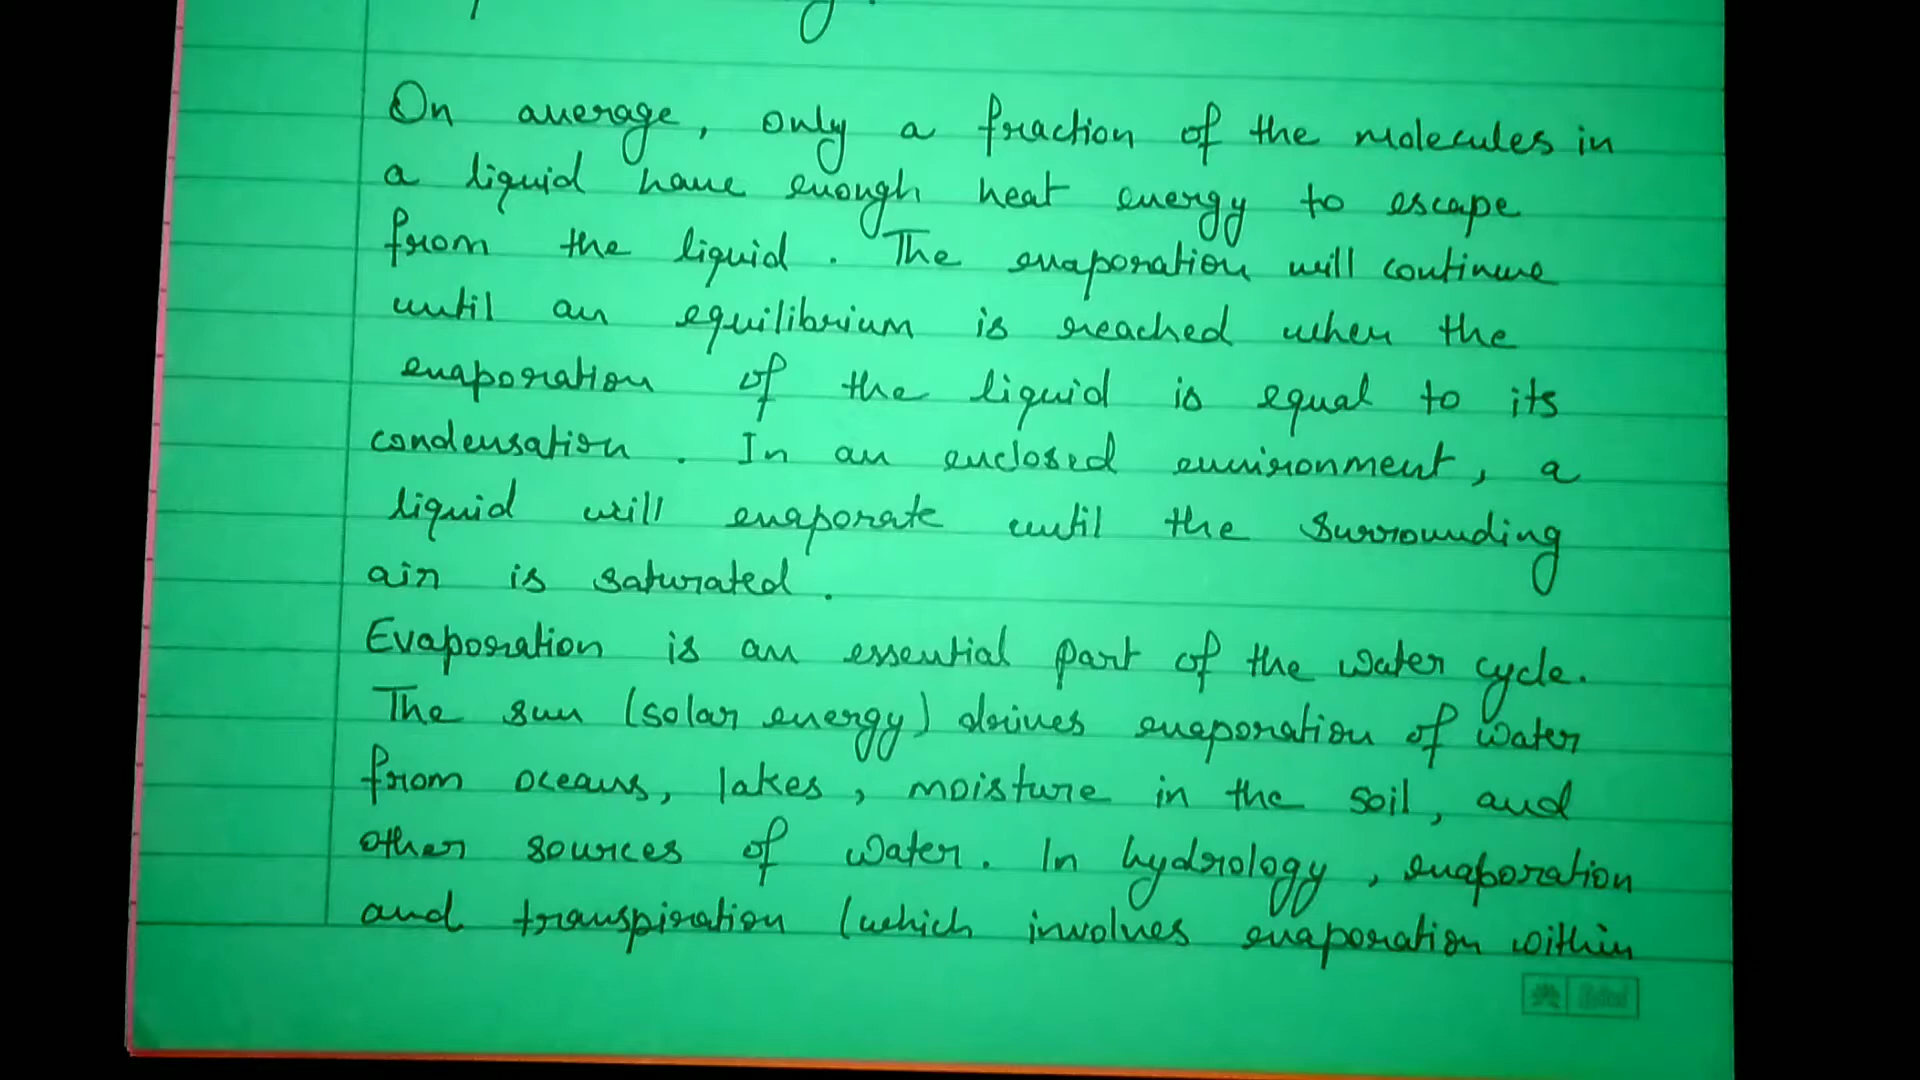 On average, only a fraction of the molecules in
a liquid have enough heat energy to escape
from the liquid. The evaporation will continue
until an equilibrium is reached when the
evaporation of the liquid is equal to its
condensation. In an enclosed environment, a
liquid will evaporate until the surrounding
air is saturated.
Evaporation is an essential part of the water cycle.
The sun (solar energy) drives evaporation of water
from oceans, lakes, moisture in the soil, and
other sources of water. In hydrology, evaporation
and transpiration (which involves evaporation within